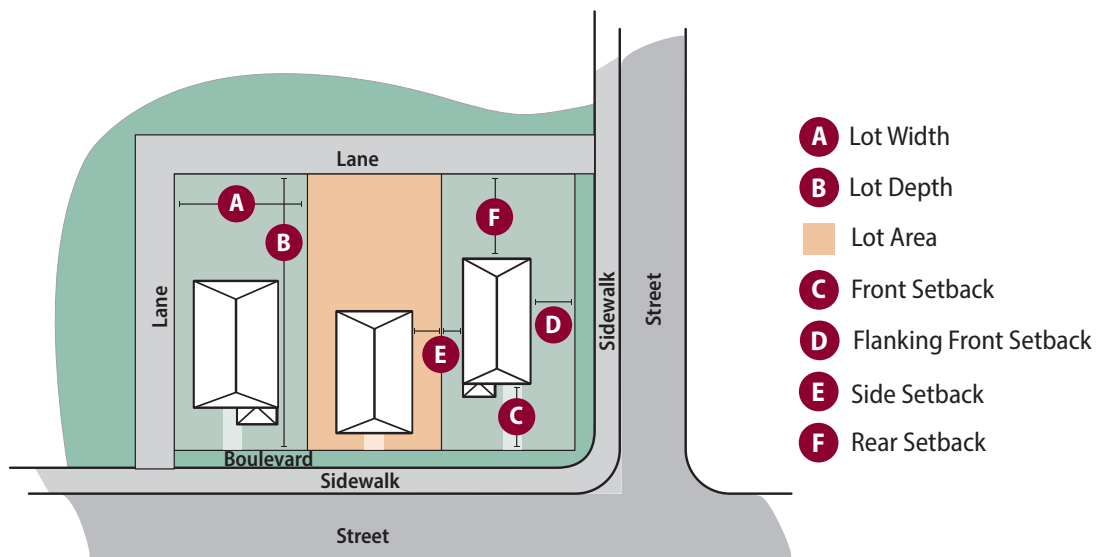 Lane
A
F
B
Lane
D
E
C
Sidewalk
Street
Boulevard
Sidewalk
Street
A Lot Width
B Lot Depth
Lot Area
C Front Setback
D Flanking Front Setback
E Side Setback
F Rear Setback